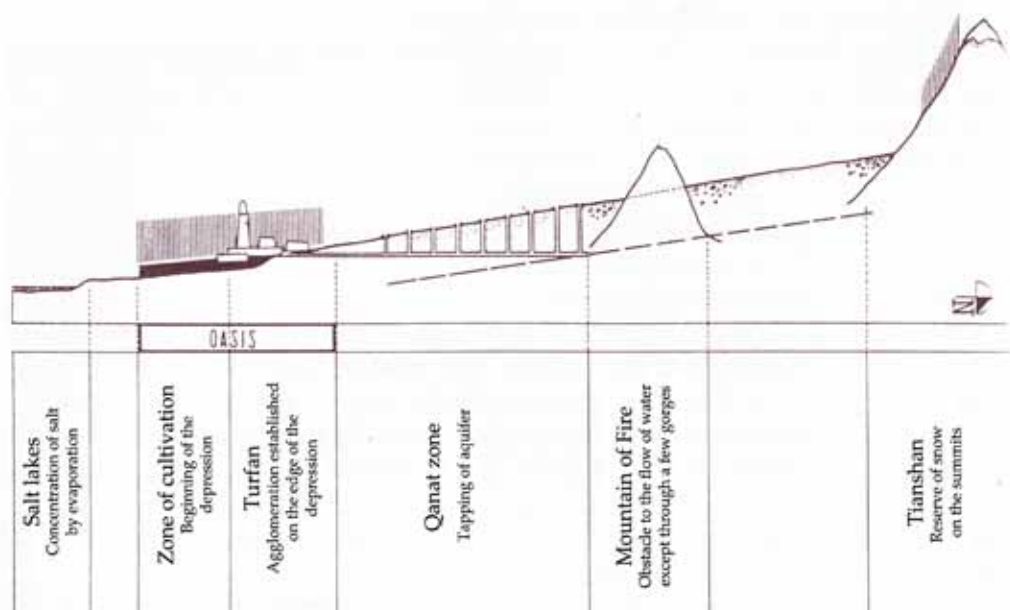 N
OASIS
Salt lakes
Concentration of salt
by evaporation
Zone of cultivation
Beginning of the
depression
Turfan
Agglomeration established
on the edge of the
depression
Qanat zone
Tapping of aquifer
Mountain of Fire
Obstacle to the flow of water
except through a few gorges
Tianshan
Reserve of snow
on the summits